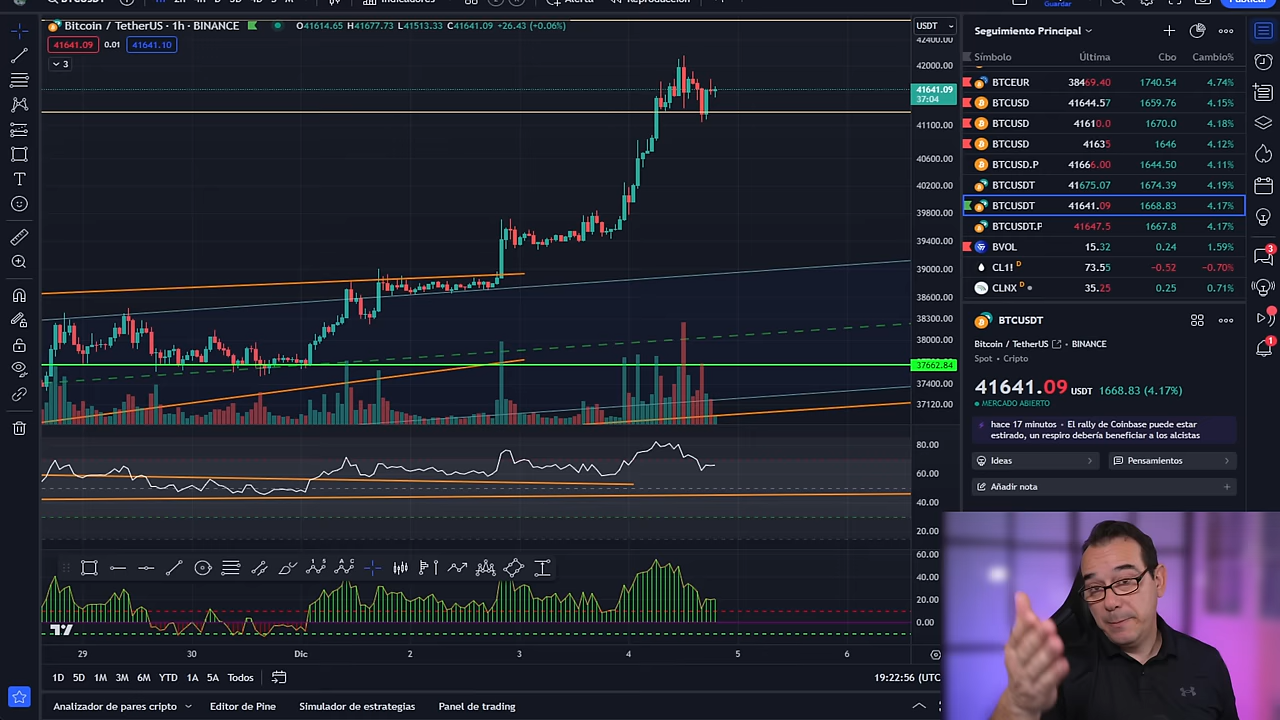 Bitcoin / TetherUS · 1h · BINANCE O41614.65 H41677.73 L41513.33 C41641.09 +26.43 (+0.06%)
41641.09 0.01 41641.10
3
USDT
42400.00
42000.00
41641.09
37:04
41100.00
40600.00
40200.00
39800.00
39400.00
39000.00
38600.00
38300.00
38000.00
37662.84
37400.00
37120.00
80.00
60.00
40.00
20.00
60.00
40.00
20.00
0.00
29 30 Dic 2 3 4 5 6
1D 5D 1M 3M 6M YTD 1A 5A Todos
19:22:56 (UTC
Analizador de pares cripto Editor de Pine Simulador de estrategias Panel de trading
Guardar
Publicar
Seguimiento Principal
Símbolo Última Cbo Cambio%
BTCEUR 38469.40 1740.54 4.74%
BTCUSD 41644.57 1659.76 4.15%
BTCUSD 41610.0 1670.0 4.18%
BTCUSD 41635 1646 4.12%
BTCUSD.P 41666.00 1644.50 4.11%
BTCUSDT 41675.07 1674.39 4.19%
BTCUSDT 41641.09 1668.83 4.17%
BTCUSDT.P 41647.5 1667.8 4.17%
BVOL 15.32 0.24 1.59%
CL1! D 73.55 -0.52 -0.70%
CLNX D 35.25 0.25 0.71%
BTCUSDT
Bitcoin / TetherUS · BINANCE
Spot · Cripto
41641.09 USDT 1668.83 (4.17%)
MERCADO ABIERTO
hace 17 minutos · El rally de Coinbase puede estar
estirado, un respiro debería beneficiar a los alcistas
Ideas
Pensamientos
Añadir nota
3
1